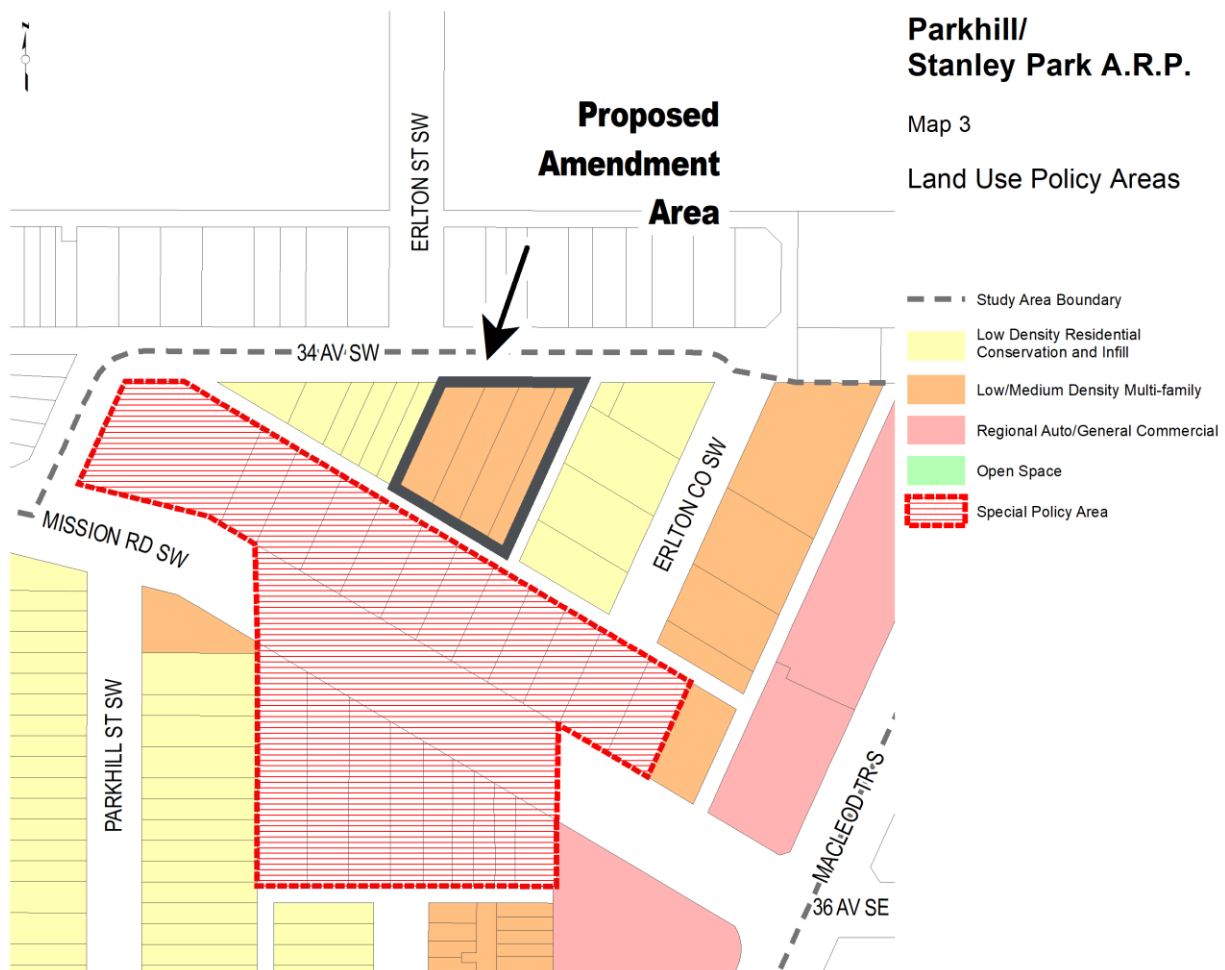 Parkhill/
Stanley Park A.R.P.
Map 3
Land Use Policy Areas
N
Proposed
Amendment
Area
ERLTON ST SW
34 AV SW
ERLTON CO SW
MISSION RD SW
PARKHILL ST SW
MACLEOD TR S
36 AV SE
Study Area Boundary
Low Density Residential
Conservation and Infill
Low/Medium Density Multi-family
Regional Auto/General Commercial
Open Space
Special Policy Area